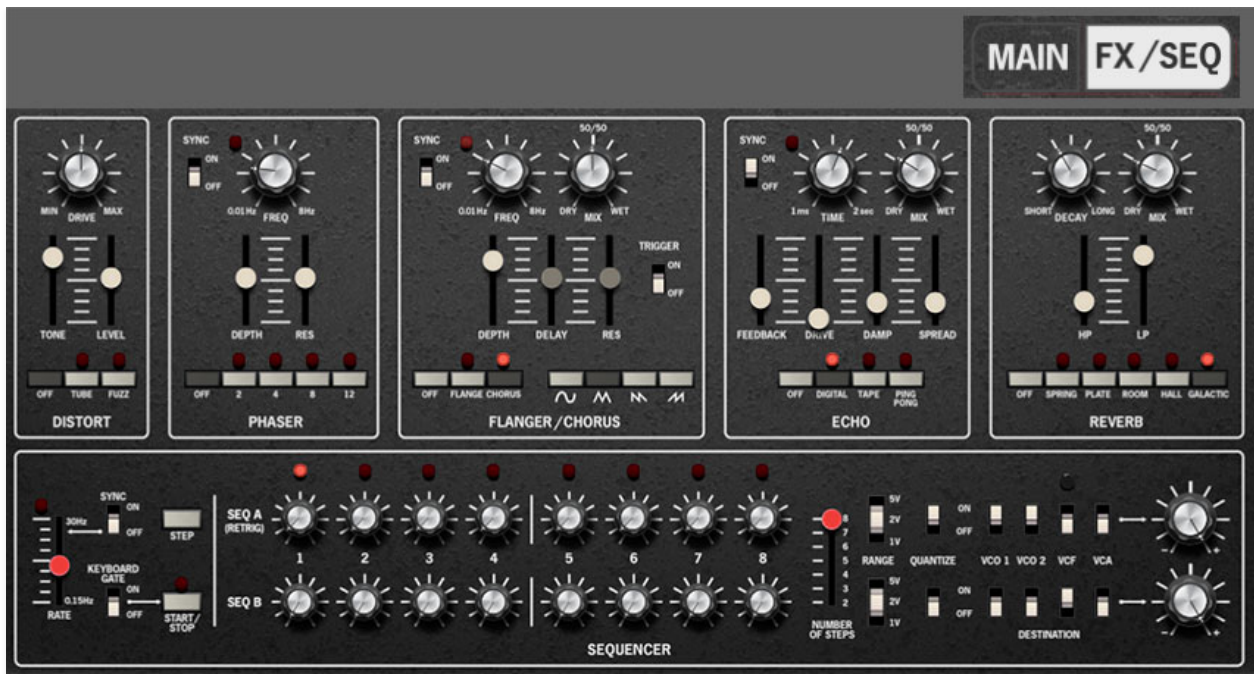 MAIN FX/SEQ
MIN DRIVE MAX
TONE LEVEL
OFF TUBE FUZZ
DISTORT
SYNC
ON
OFF
0.01 Hz FREQ 8Hz
DEPTH RES
OFF 2 4 8 12
PHASER
SYNC
ON
OFF
50/50
0.01 Hz FREQ 8Hz DRY MIX WET
TRIGGER
ON
OFF
DEPTH DELAY RES
OFF FLANGE CHORUS
FLANGER/CHORUS
SYNC
ON
OFF
50/50
1 ms TIME 2 sec DRY MIX WET
FEEDBACK DRIVE DAMP SPREAD
OFF DIGITAL TAPE PING
PONG
ECHO
50/50
SHORT DECAY LONG DRY MIX WET
HP LP
OFF SPRING PLATE ROOM HALL GALACTIC
REVERB
SYNC
ON
OFF
30Hz
0.15Hz
RATE
KEYBOARD
GATE
ON
OFF
STEP
START/
STOP
SEQ A
(RETRIG)
1 2 3 4 5 6 7 8
SEQ B
8
7
6
5
4
3
2
NUMBER
OF STEPS
5V
2V
1V
RANGE
5V
2V
1V
ON
OFF
QUANTIZE
ON
OFF
VCO 1 VCO 2 VCF VCA
DESTINATION
- +
- +
SEQUENCER